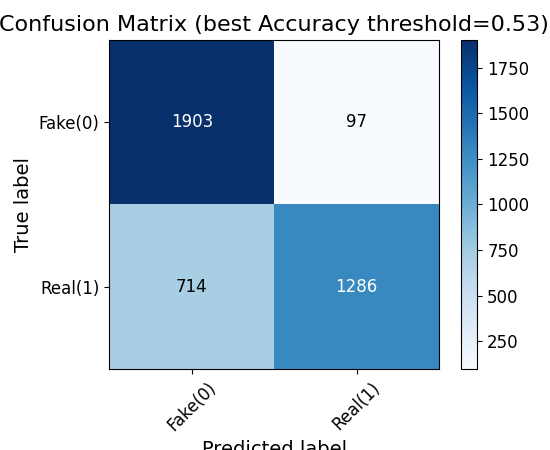 Confusion Matrix (best Accuracy threshold=0.53)
1750
1500
1250
1000
750
500
250
True label
Fake(0)
1903
97
Real(1)
714
1286
Fake(0)
Real(1)
Predicted label